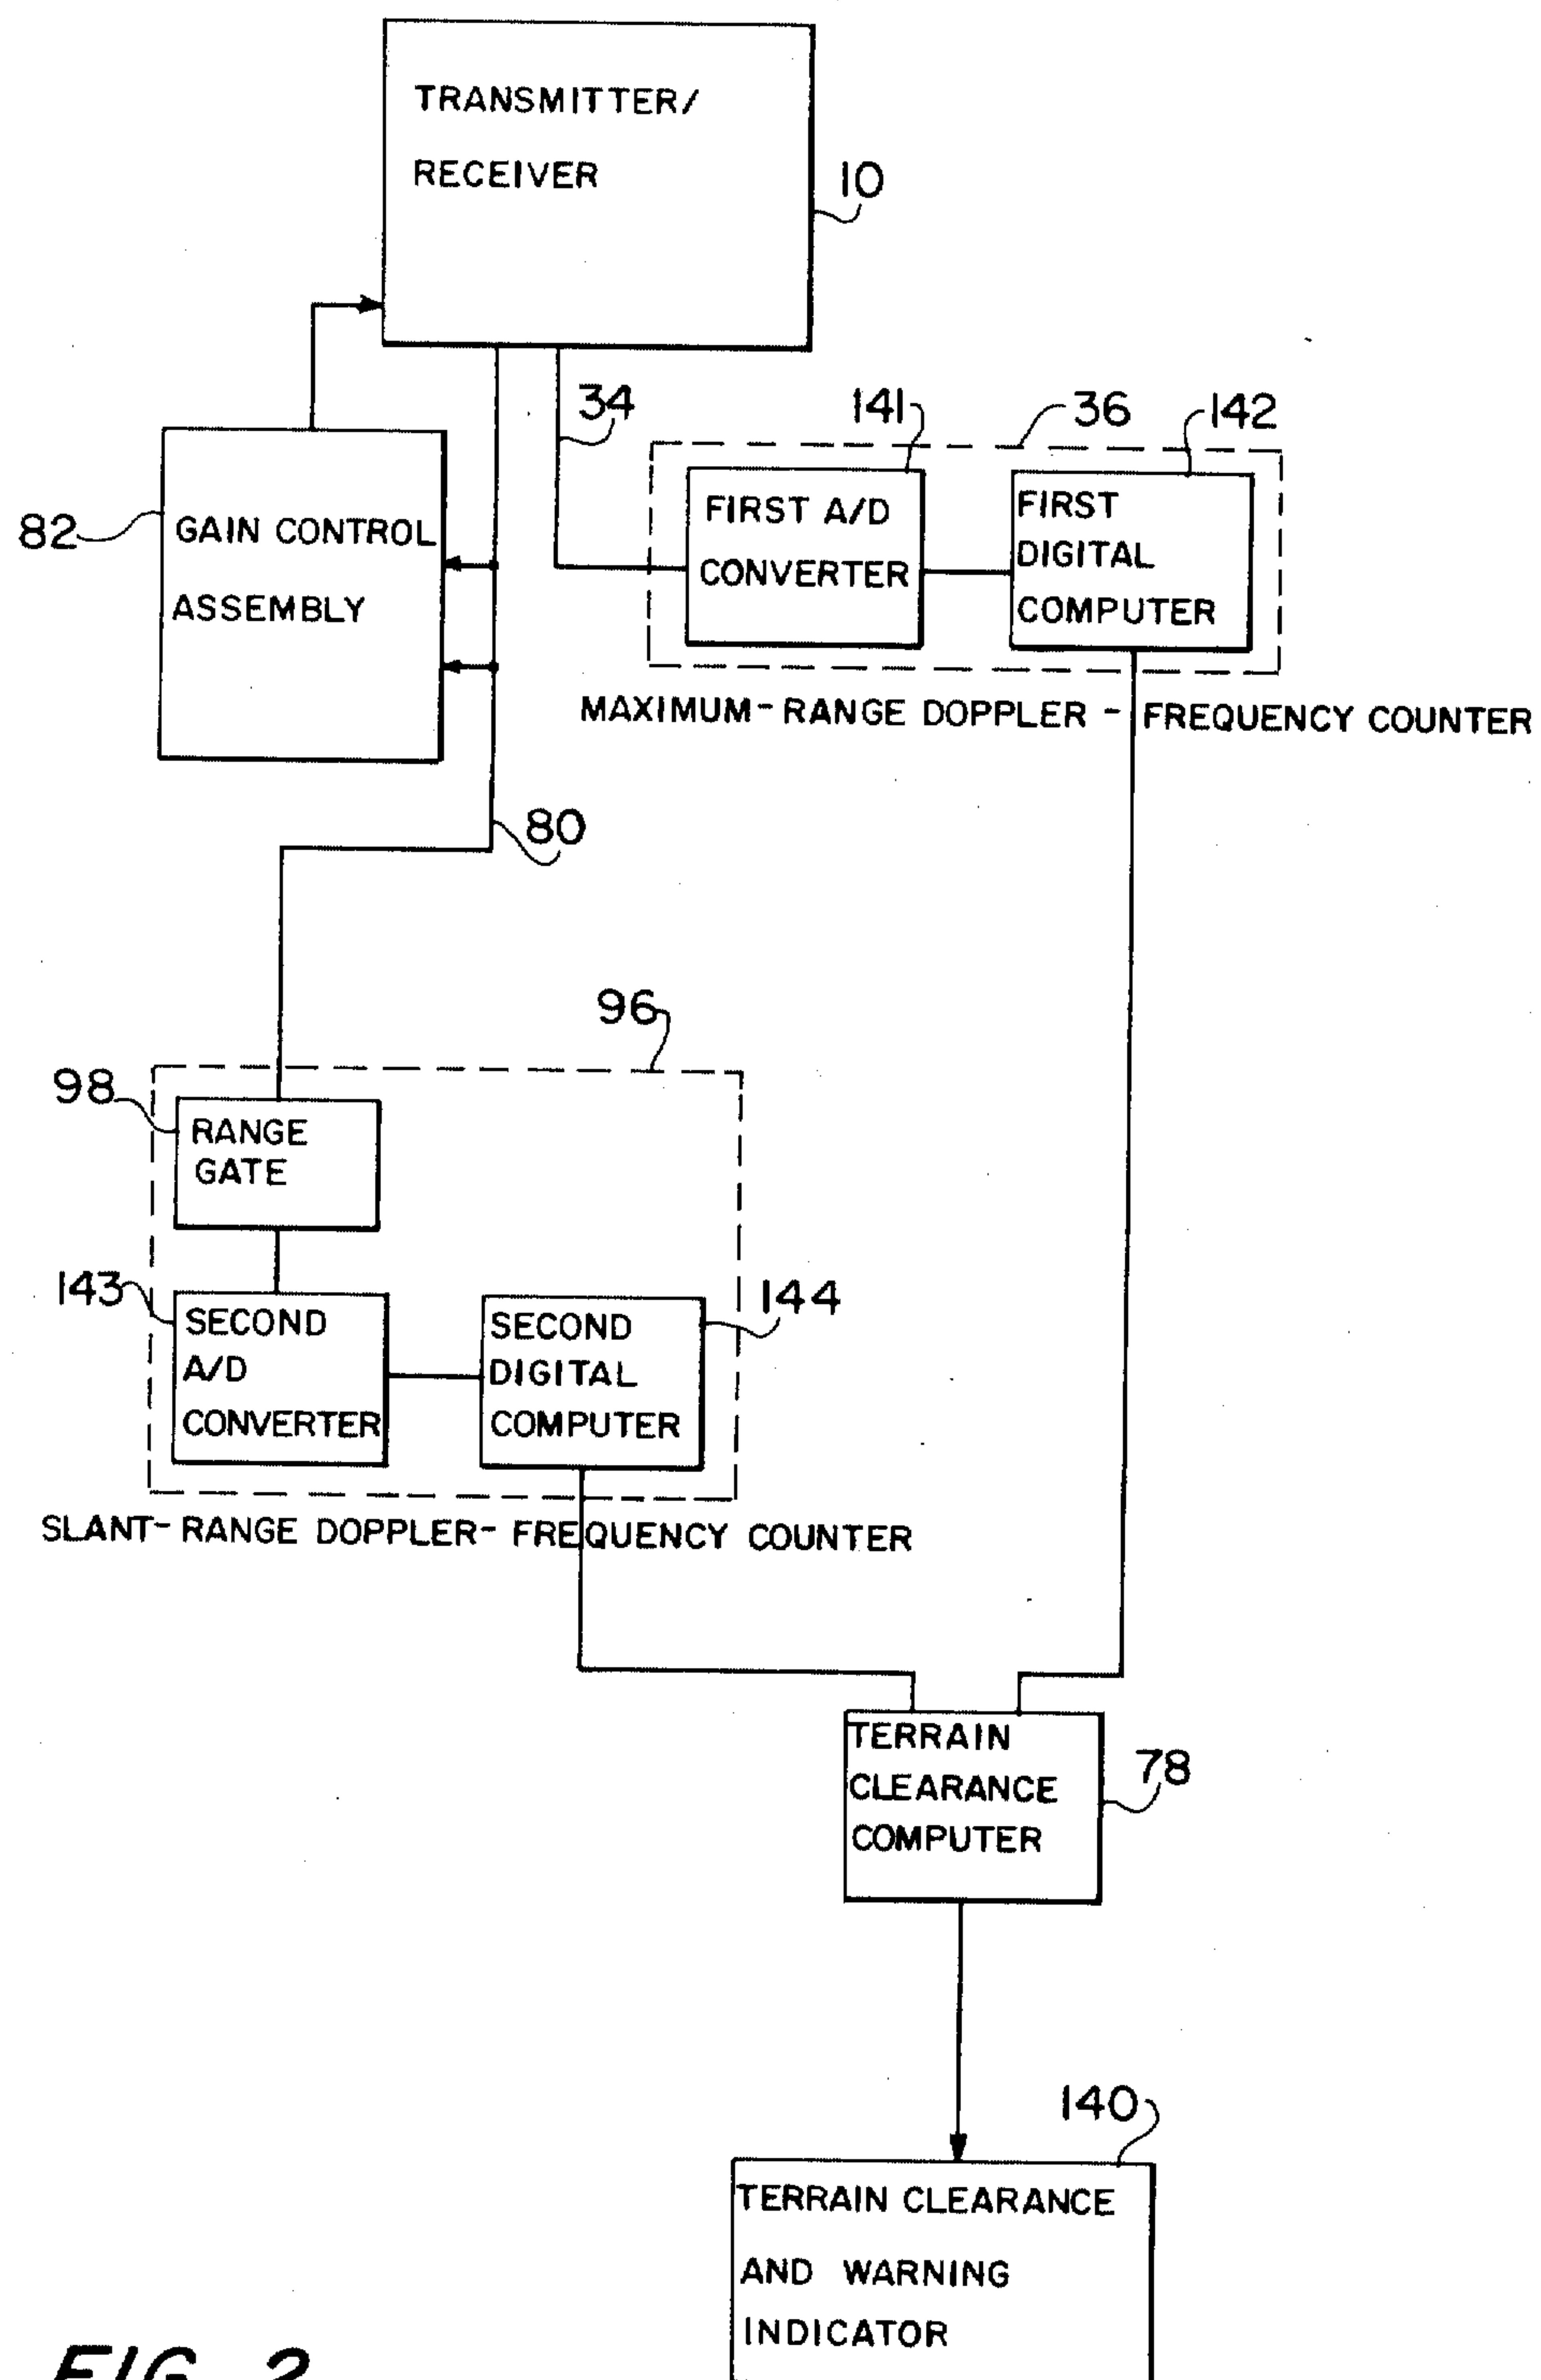 TRANSMITTER/
RECEIVER
10
34
141
36
142
82
GAIN CONTROL
ASSEMBLY
FIRST A/D
CONVERTER
FIRST
DIGITAL
COMPUTER
MAXIMUM-RANGE DOPPLER-FREQUENCY COUNTER
80
96
98
RANGE
GATE
143
SECOND
A/D
CONVERTER
SECOND
DIGITAL
COMPUTER
144
SLANT-RANGE DOPPLER-FREQUENCY COUNTER
TERRAIN
CLEARANCE
COMPUTER
78
140
TERRAIN CLEARANCE
AND WARNING
INDICATOR
FIG. 2